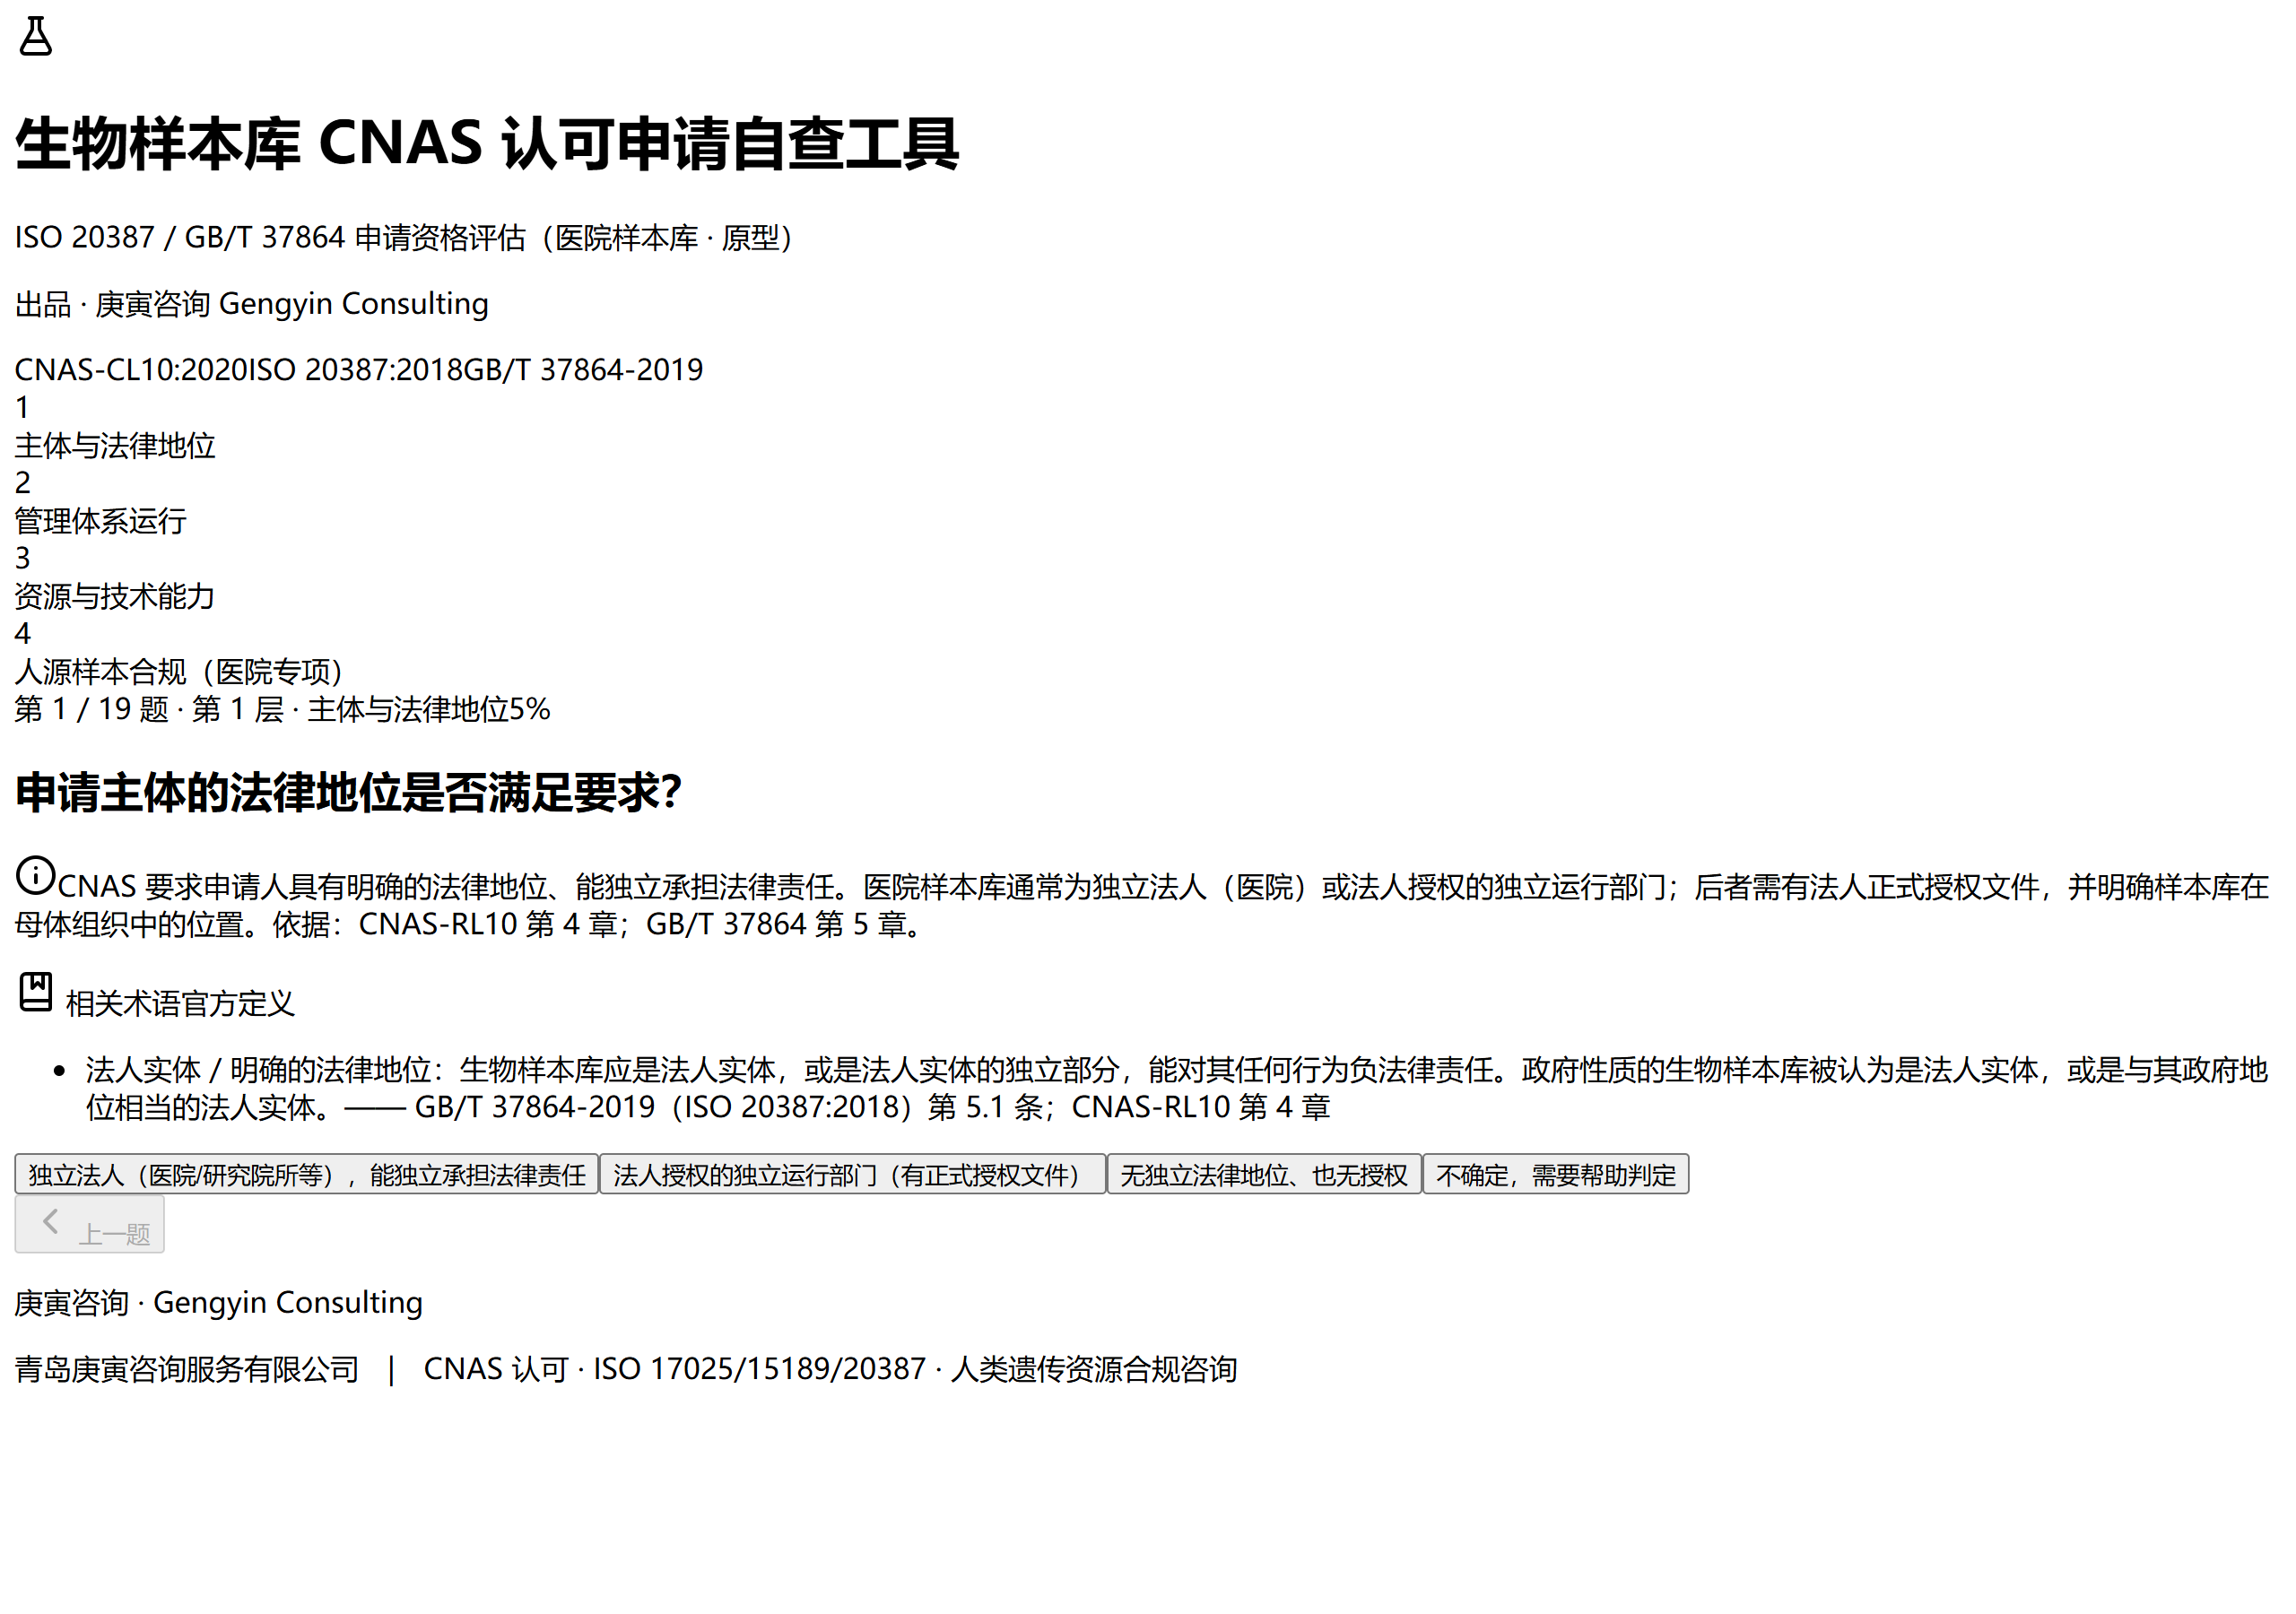 生物样本库 CNAS 认可申请自查工具
ISO 20387 / GB/T 37864 申请资格评估（医院样本库 · 原型）
出品 · 庚寅咨询 Gengyin Consulting
CNAS-CL10:2020ISO 20387:2018GB/T 37864-2019
1
主体与法律地位
2
管理体系运行
3
资源与技术能力
4
人源样本合规（医院专项）
第 1 / 19 题 · 第 1 层 · 主体与法律地位5%
申请主体的法律地位是否满足要求？
CNAS 要求申请人具有明确的法律地位、能独立承担法律责任。医院样本库通常为独立法人（医院）或法人授权的独立运行部门；后者需有法人正式授权文件，并明确样本库在
母体组织中的位置。依据：CNAS-RL10 第 4 章；GB/T 37864 第 5 章。
相关术语官方定义
• 法人实体 / 明确的法律地位：生物样本库应是法人实体，或是法人实体的独立部分，能对其任何行为负法律责任。政府性质的生物样本库被认为是法人实体，或是与其政府地
位相当的法人实体。—— GB/T 37864-2019（ISO 20387:2018）第 5.1 条；CNAS-RL10 第 4 章
独立法人（医院/研究院所等），能独立承担法律责任 法人授权的独立运行部门（有正式授权文件） 无独立法律地位、也无授权 不确定，需要帮助判定
上一题
庚寅咨询 · Gengyin Consulting
青岛庚寅咨询服务有限公司 ｜ CNAS 认可 · ISO 17025/15189/20387 · 人类遗传资源合规咨询